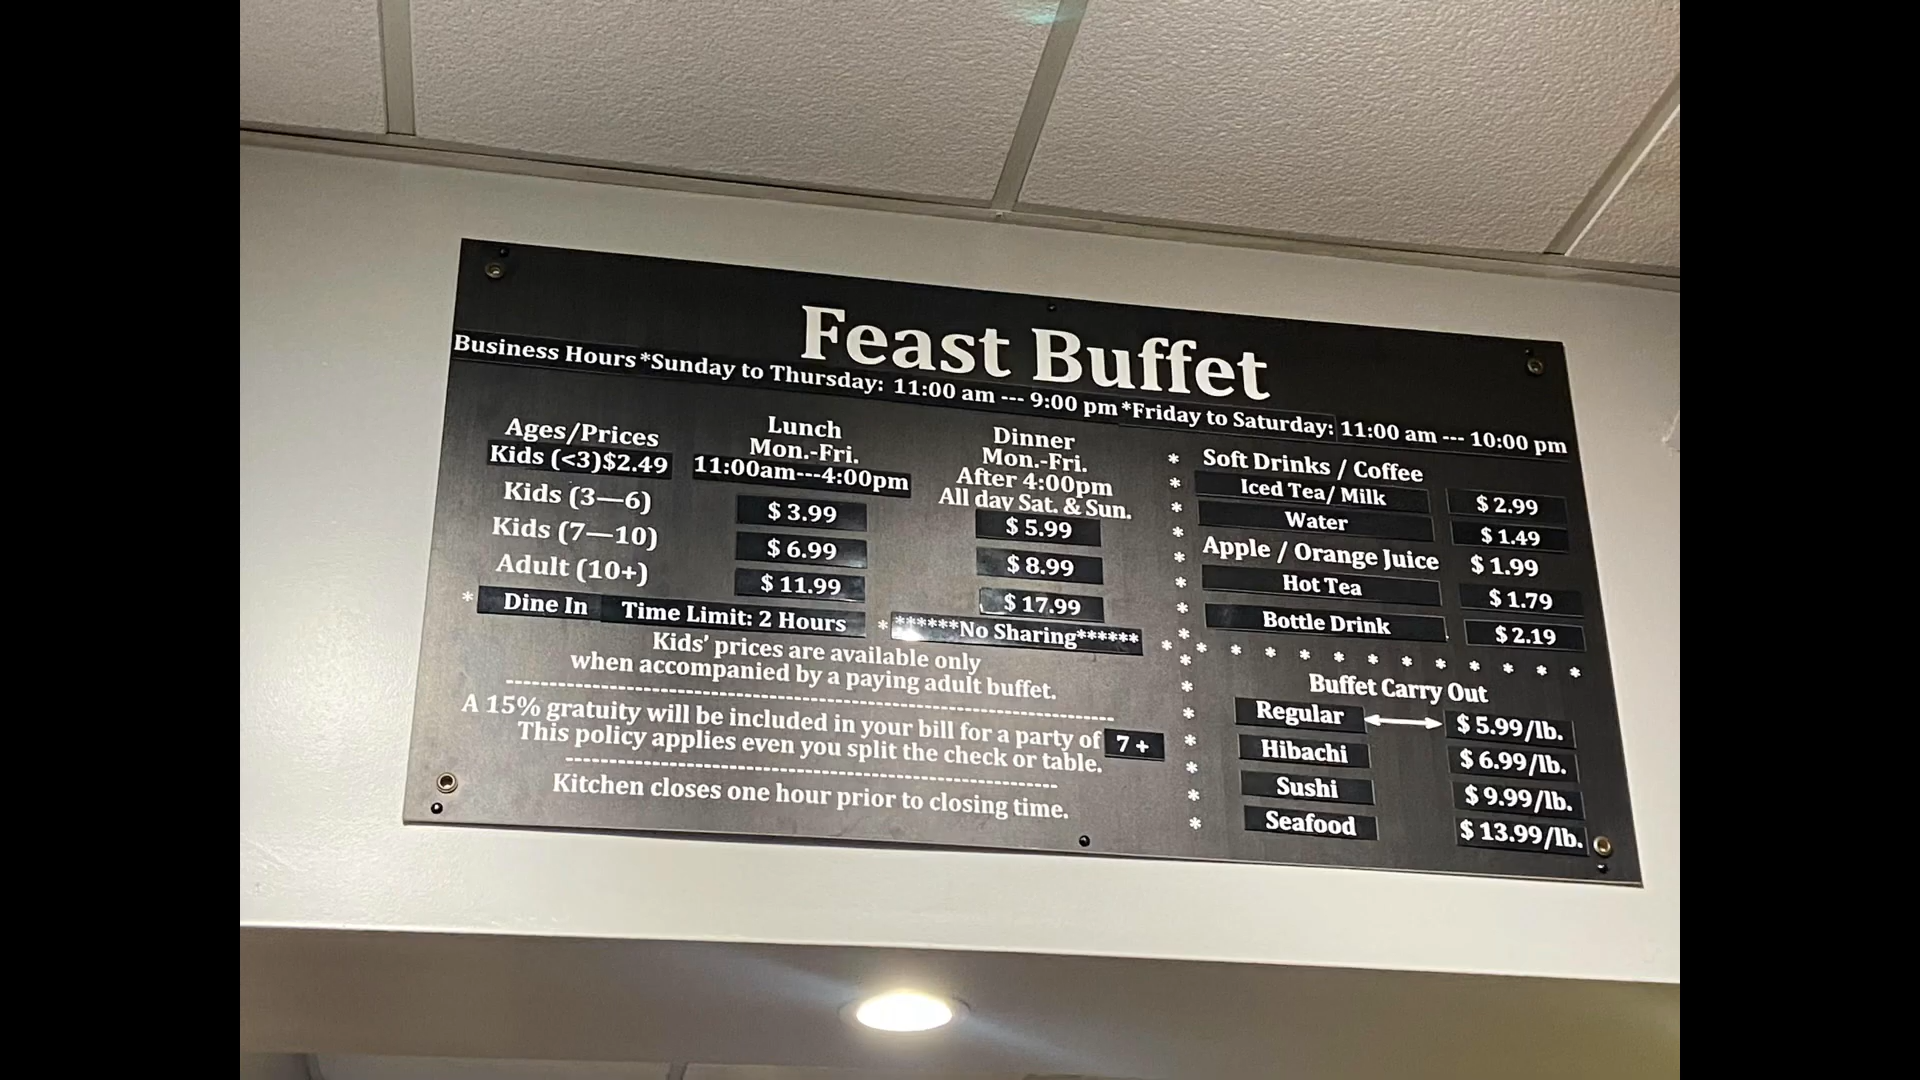 Feast Buffet
Business Hours *Sunday to Thursday: 11:00 am --- 9:00 pm *Friday to Saturday: 11:00 am --- 10:00 pm
Ages/Prices
Kids (<3)$2.49
Kids (3—6)
Kids (7—10)
Adult (10+)
Lunch
Mon.-Fri.
11:00am---4:00pm
$ 3.99
$ 6.99
$ 11.99
Dinner
Mon.-Fri.
After 4:00pm
All day Sat. & Sun.
$ 5.99
$ 8.99
$ 17.99
* Dine In Time Limit: 2 Hours * ******No Sharing******
Kids’ prices are available only
when accompanied by a paying adult buffet.
A 15% gratuity will be included in your bill for a party of 7 +
This policy applies even you split the check or table.
Kitchen closes one hour prior to closing time.
Soft Drinks / Coffee
Iced Tea/ Milk $ 2.99
Water $ 1.49
Apple / Orange Juice $ 1.99
Hot Tea $ 1.79
Bottle Drink $ 2.19
Buffet Carry Out
Regular $ 5.99/lb.
Hibachi $ 6.99/lb.
Sushi $ 9.99/lb.
Seafood $ 13.99/lb.